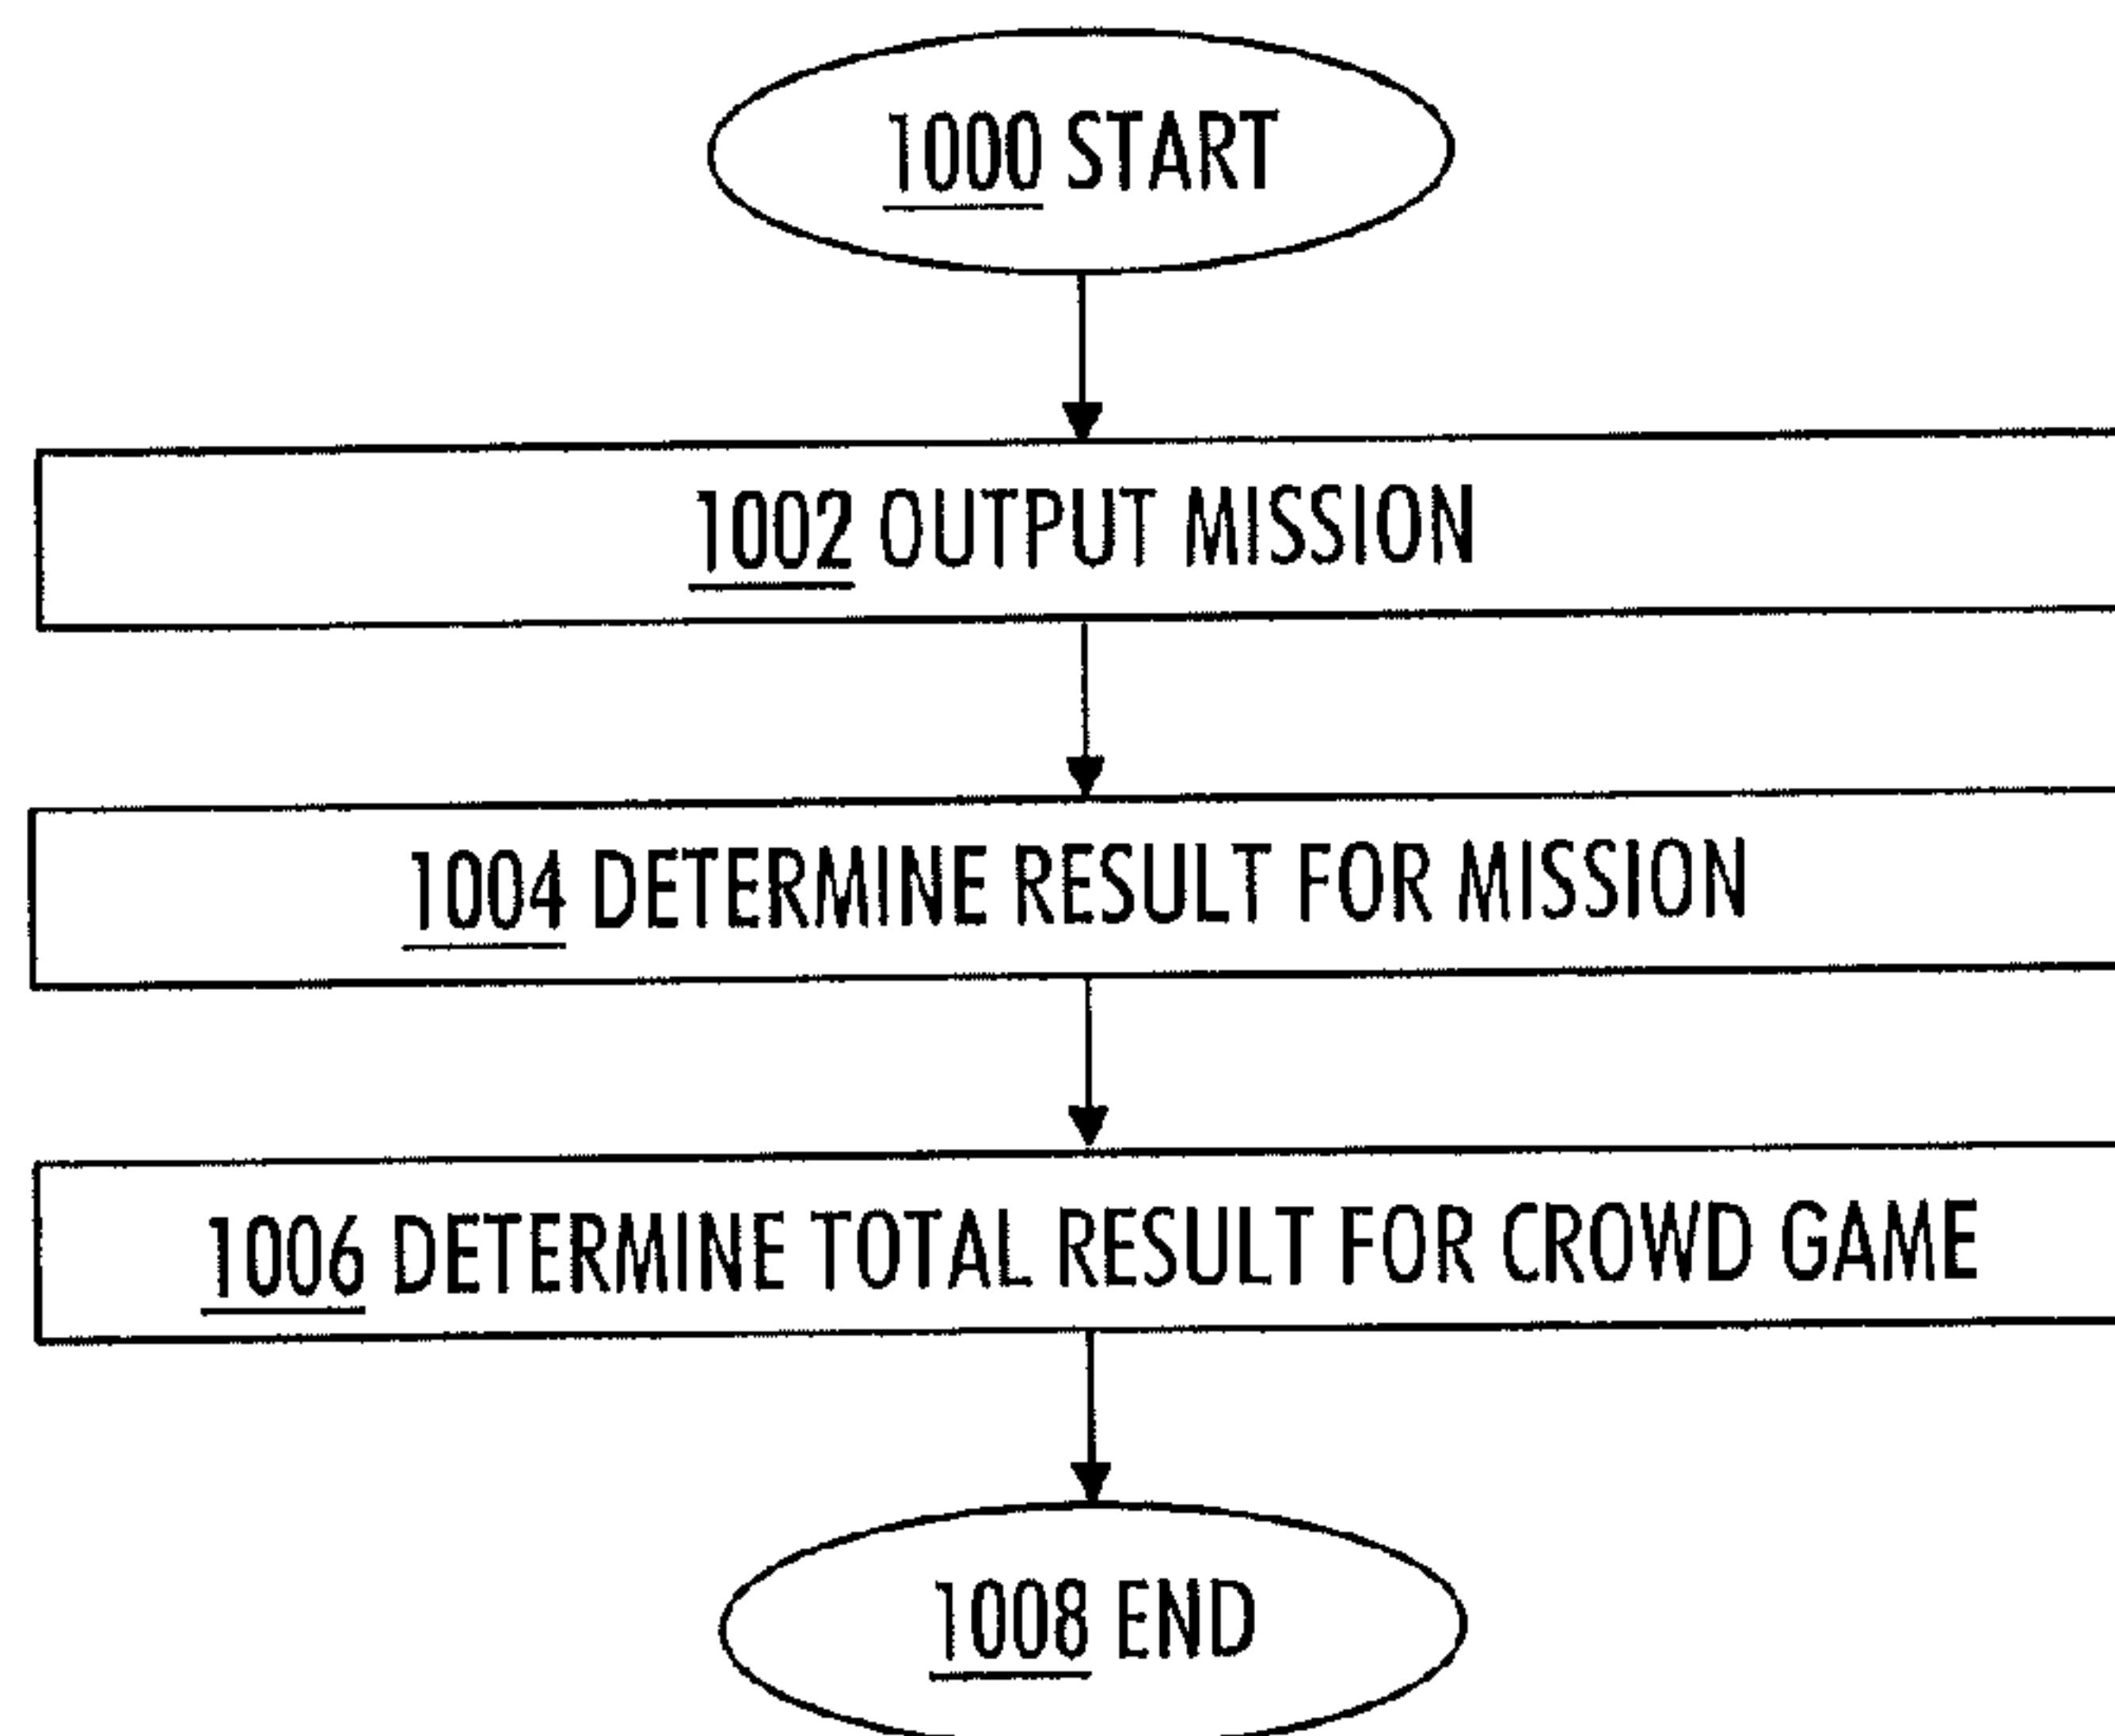 1000 START
1002 OUTPUT MISSION
1004 DETERMINE RESULT FOR MISSION
1006 DETERMINE TOTAL RESULT FOR CROWD GAME
1008 END